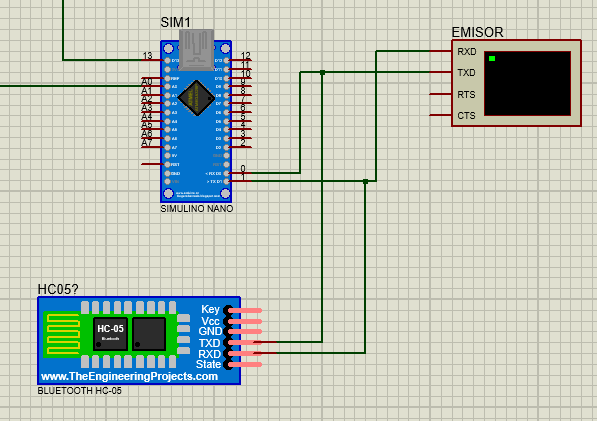 SIM1
EMISOR
13
12
11
10
9
8
7
6
5
4
3
2
0
1
A0
A1
A2
A3
A4
A5
A6
A7
RXD
TXD
RTS
CTS
SIMULINO NANO
HC05?
HC-05
Bluetooth
Key
Vcc
GND
TXD
RXD
State
www.TheEngineeringProjects.com
BLUETOOTH HC-05